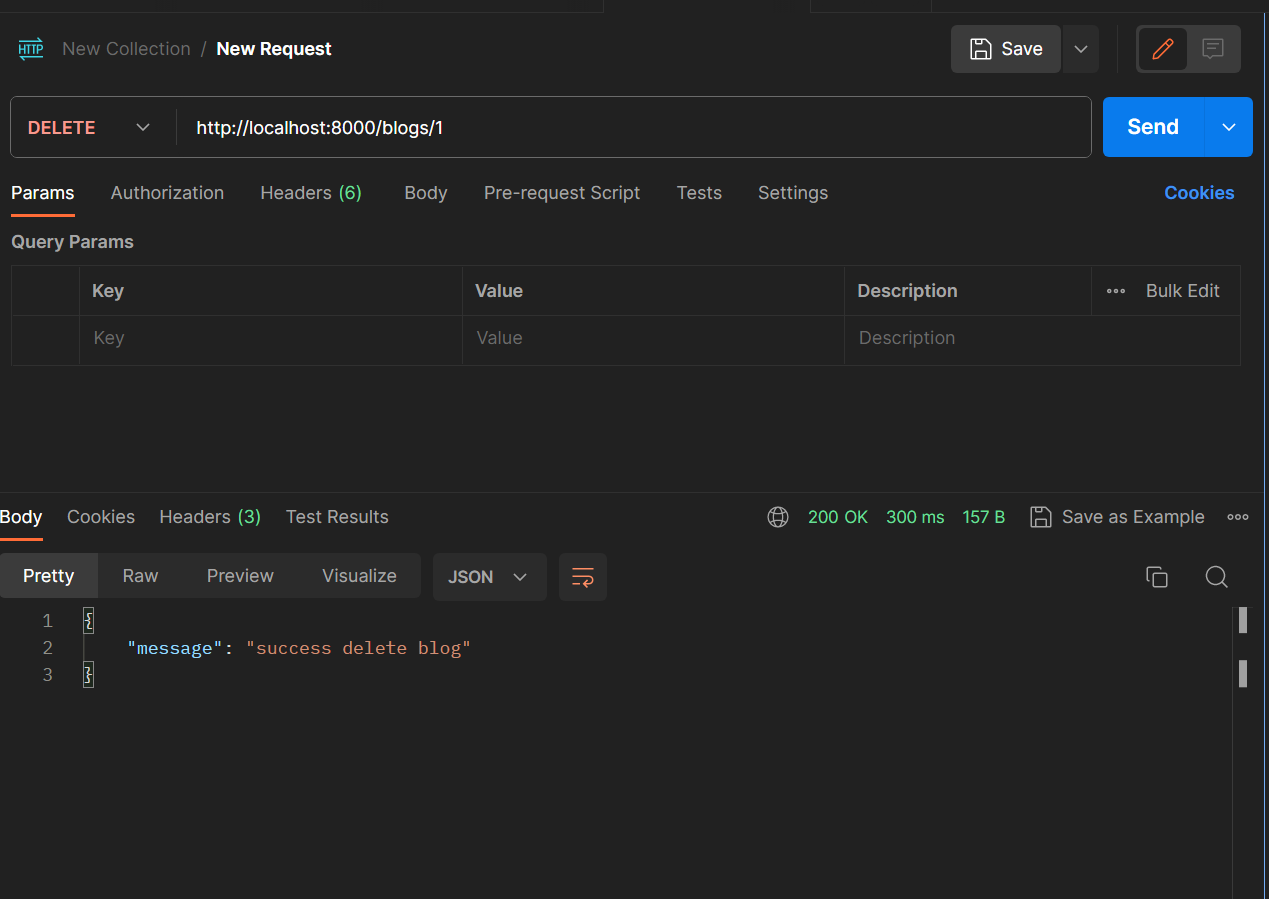 HTTP New Collection / New Request Save
DELETE http://localhost:8000/blogs/1 Send
Params Authorization Headers (6) Body Pre-request Script Tests Settings Cookies
Query Params
Key Value Description ••• Bulk Edit
Key Value Description
Body Cookies Headers (3) Test Results 200 OK 300 ms 157 B Save as Example
Pretty Raw Preview Visualize JSON
1 {
2 "message": "success delete blog"
3 }